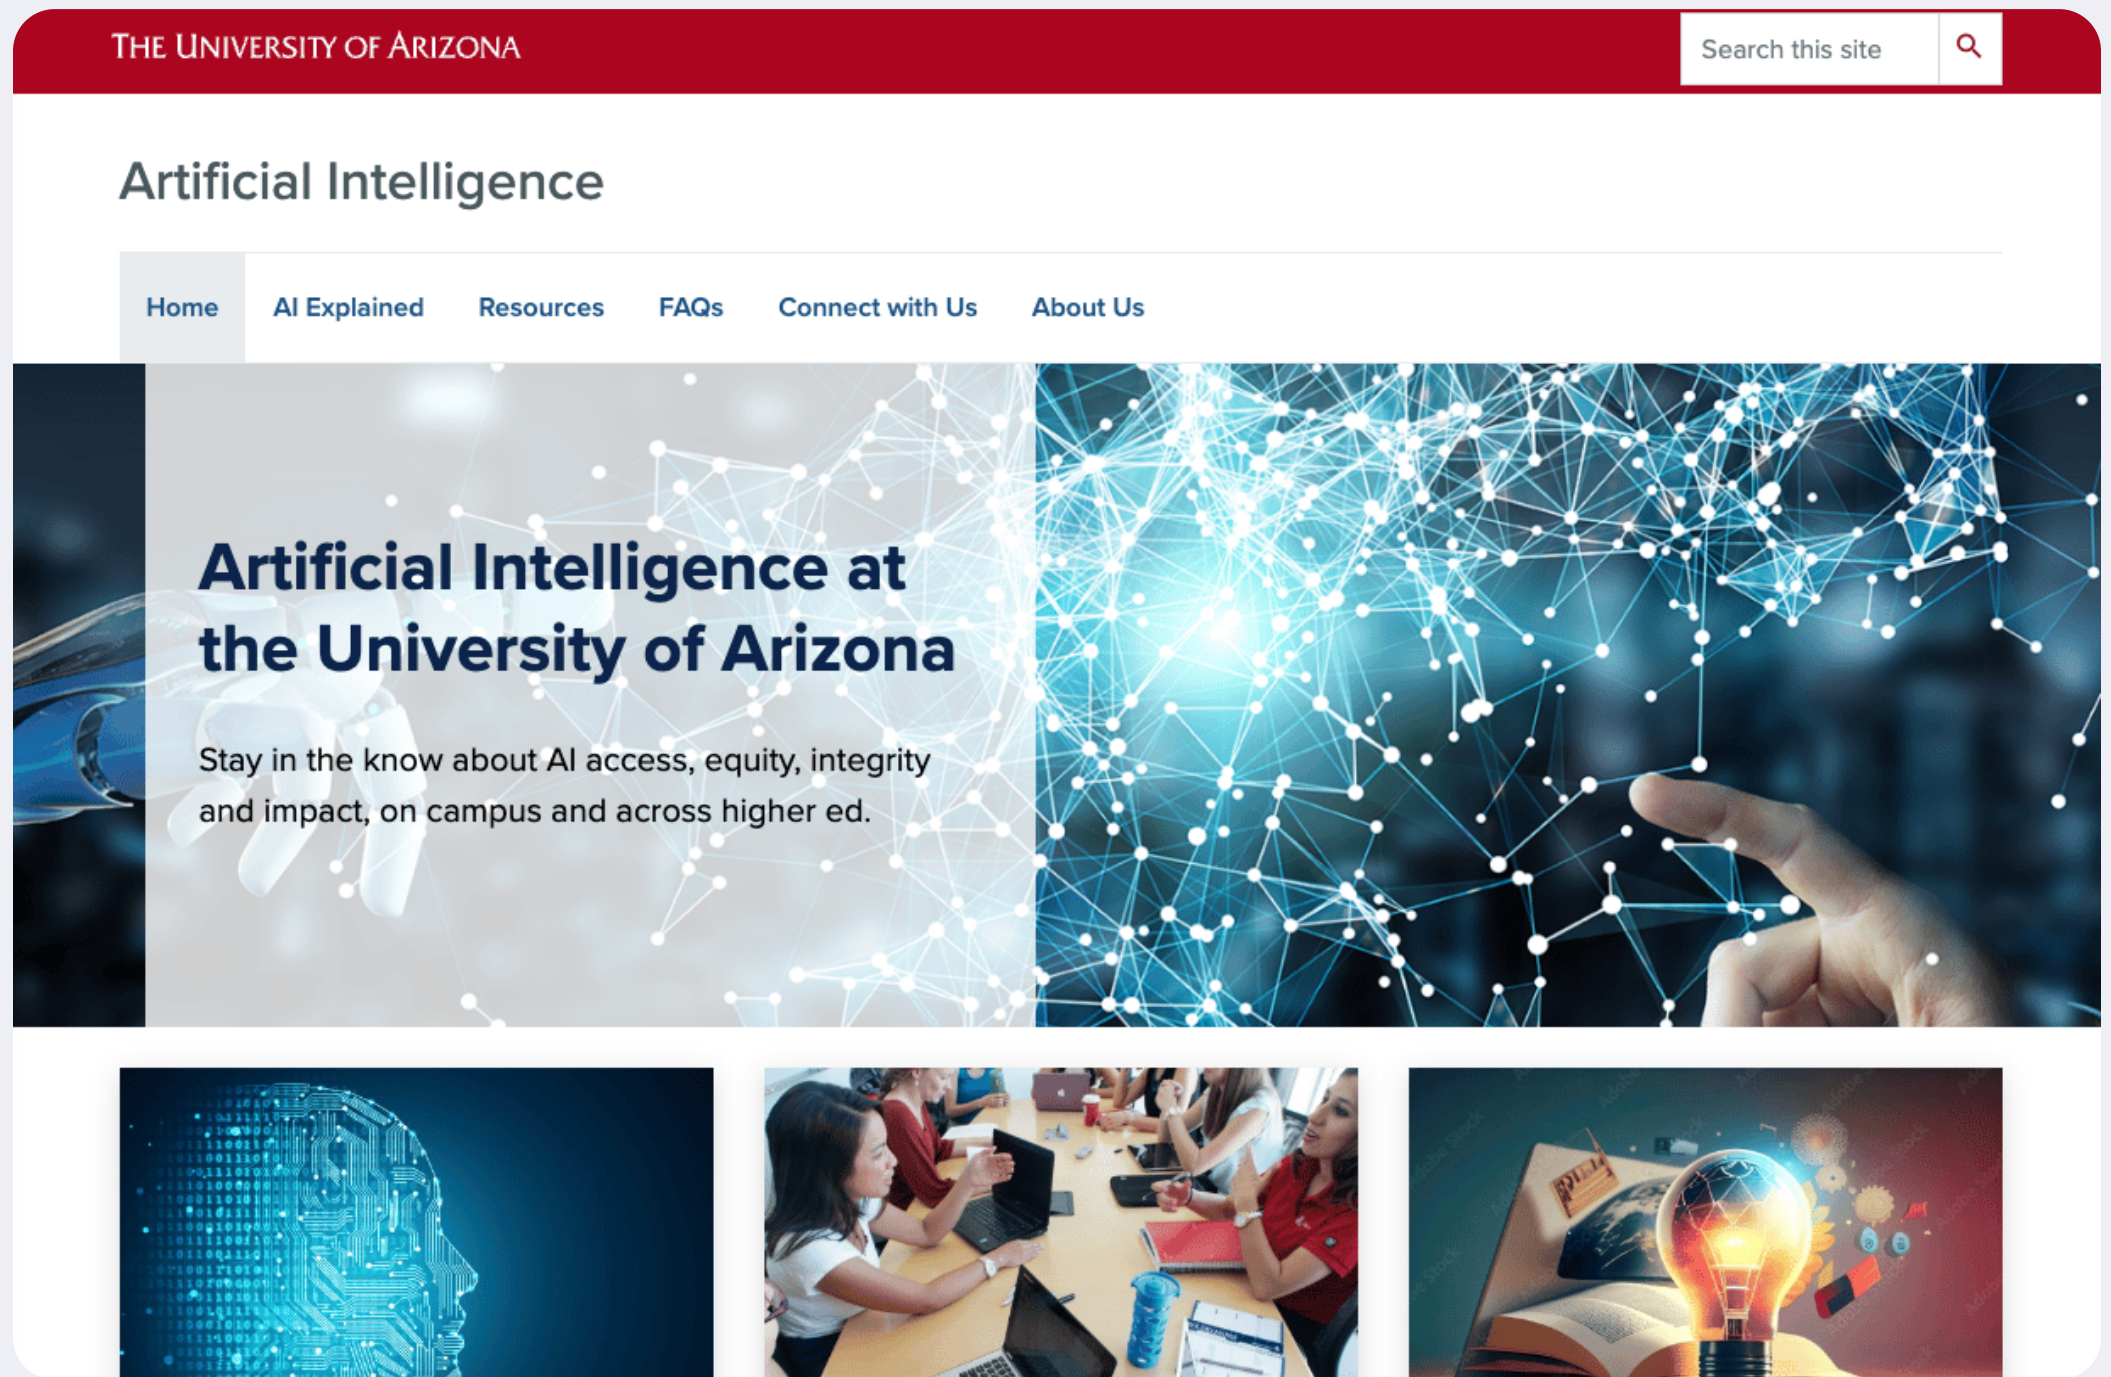 THE UNIVERSITY OF ARIZONA
Search this site
Artificial Intelligence
Home
AI Explained
Resources
FAQs
Connect with Us
About Us
Artificial Intelligence at
the University of Arizona
Stay in the know about AI access, equity, integrity
and impact, on campus and across higher ed.